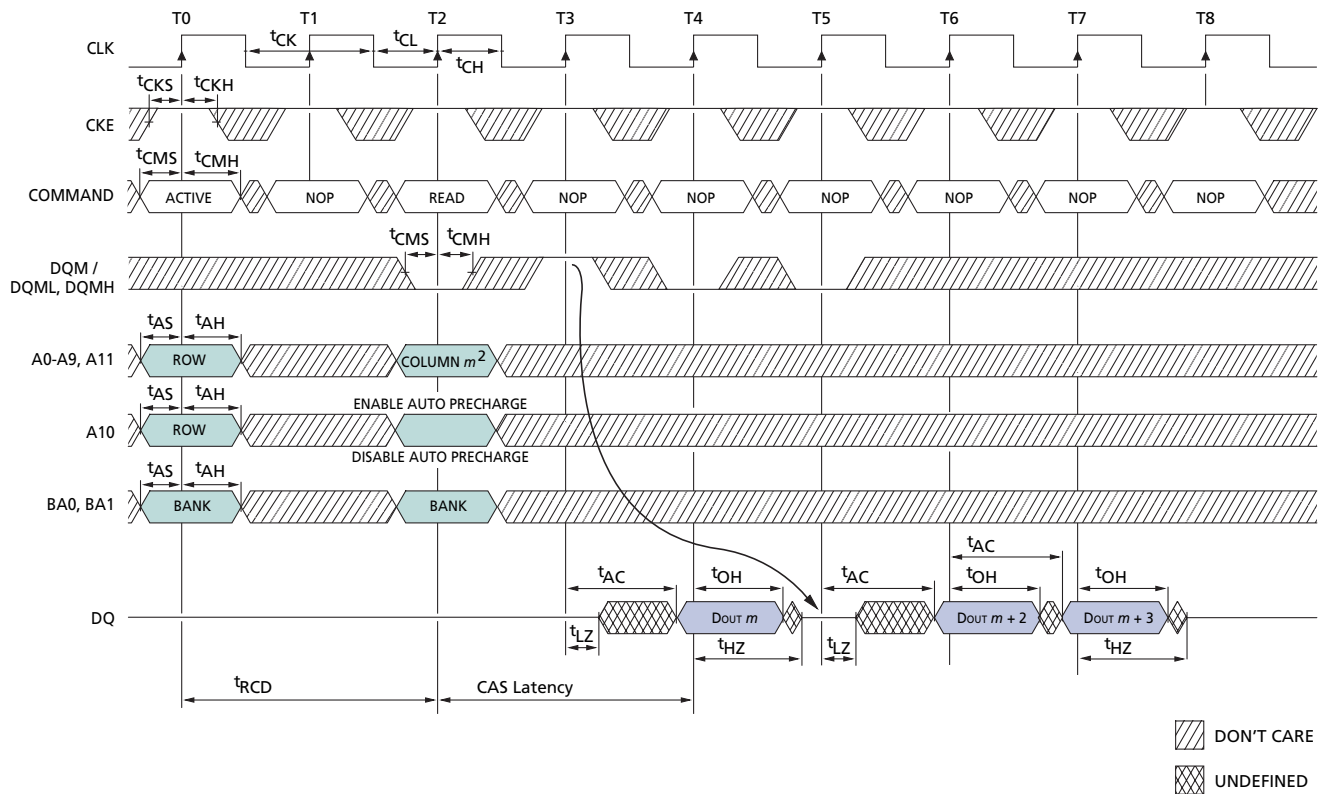 T0 T1 T2 T3 T4 T5 T6 T7 T8
CLK
tCK tCL
tCH
tCKS tCKH
CKE
tCMS tCMH
COMMAND ACTIVE NOP READ NOP NOP NOP NOP NOP NOP
tCMS tCMH
DQM /
DQML, DQMH
tAS tAH
A0-A9, A11 ROW COLUMN m2
tAS tAH ENABLE AUTO PRECHARGE
A10 ROW
DISABLE AUTO PRECHARGE
tAS tAH
BA0, BA1 BANK BANK
tAC
tAC tOH tAC tOH tOH
DQ DOUT m DOUT m + 2 DOUT m + 3
tLZ tHZ tLZ tHZ
tRCD CAS Latency
DON'T CARE
UNDEFINED